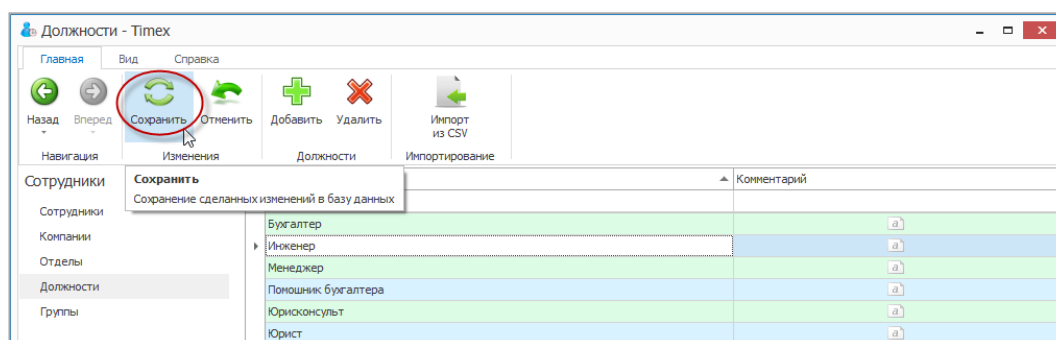 Должности - Timex
Главная Вид Справка
Назад Вперед Сохранить Отменить Добавить Удалить Импорт
из CSV
Навигация Изменения Должности Импортирование
Сотрудники Сохранить Комментарий
Сохранение сделанных изменений в базу данных
Сотрудники
Бухгалтер a
Компании
Инженер a
Отделы
Менеджер a
Должности
Помошник бухгалтера a
Группы
Юрисконсульт a
Юрист a